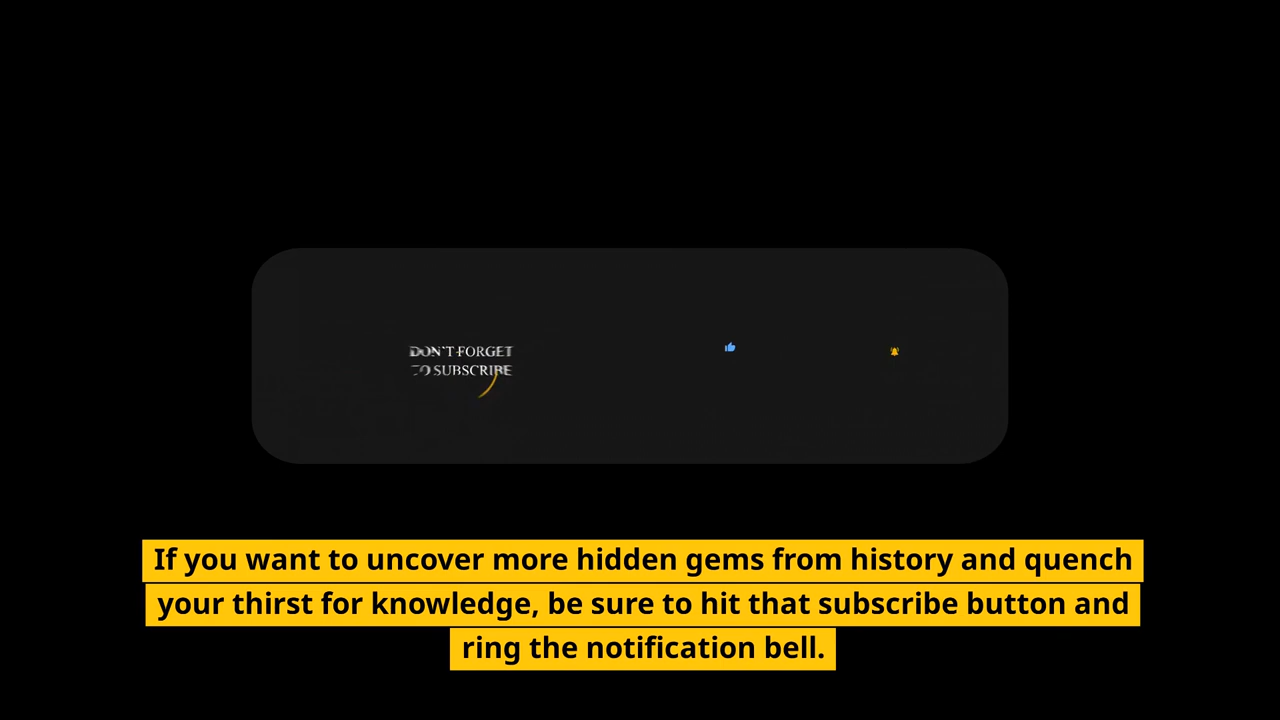 DON'T FORGET
TO SUBSCRIBE
If you want to uncover more hidden gems from history and quench
your thirst for knowledge, be sure to hit that subscribe button and
ring the notification bell.